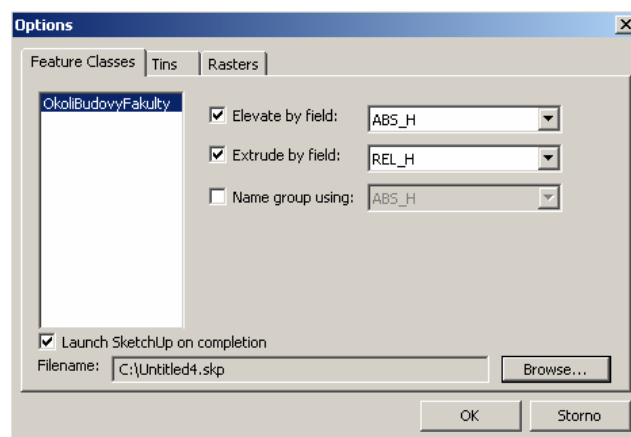 Options
Feature Classes Tins Rasters
OkoliBudovyFakulty
Elevate by field: ABS_H
Extrude by field: REL_H
Name group using: ABS_H
Launch SketchUp on completion
Filename: C:\Untitled4.skp Browse...
OK Storno